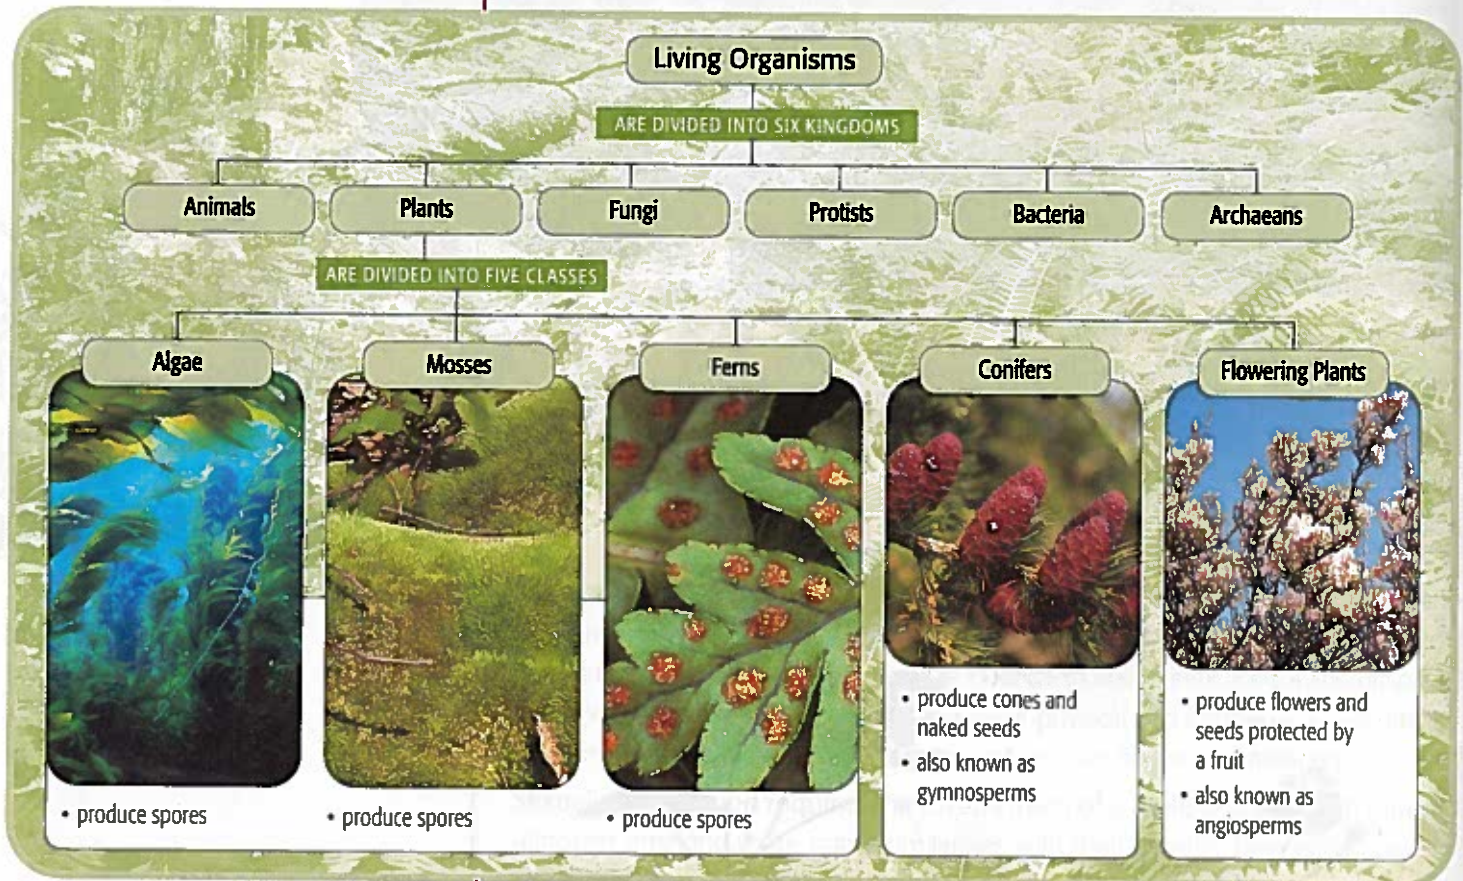 Living Organisms
ARE DIVIDED INTO SIX KINGDOMS
Animals
Plants
Fungi
Protists
Bacteria
Archaeans
ARE DIVIDED INTO FIVE CLASSES
Algae
Mosses
Ferns
Conifers
Flowering Plants
• produce spores
• produce spores
• produce spores
• produce cones and
naked seeds
• also known as
gymnosperms
• produce flowers and
seeds protected by
a fruit
• also known as
angiosperms